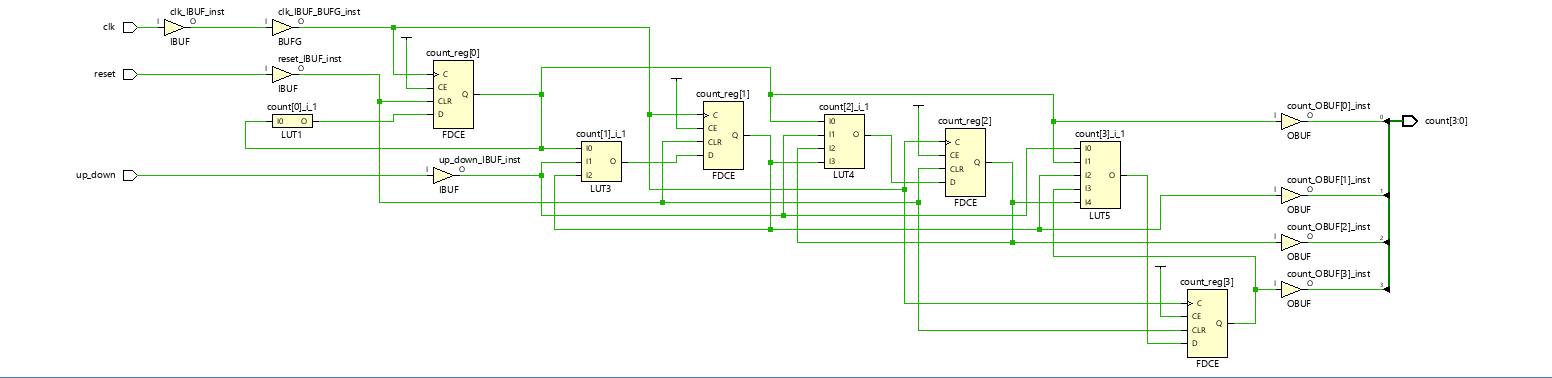 clk_IBUF_inst
clk
I
O
IBUF
clk_IBUF_BUFG_inst
I
O
BUFG
reset
reset_IBUF_inst
I
O
IBUF
count[0]_i_1
I0
O
LUT1
count_reg[0]
C
CE
CLR
D
Q
FDCE
up_down
up_down_IBUF_inst
I
O
IBUF
count[1]_i_1
I0
I1
I2
O
LUT3
count_reg[1]
C
CE
CLR
D
Q
FDCE
count[2]_i_1
I0
I1
I2
I3
O
LUT4
count_reg[2]
C
CE
CLR
D
Q
FDCE
count[3]_i_1
I0
I1
I2
I3
I4
O
LUT5
count_reg[3]
C
CE
CLR
D
Q
FDCE
count_OBUF[0]_inst
I
O
OBUF
0
count[3:0]
count_OBUF[1]_inst
I
O
OBUF
1
count_OBUF[2]_inst
I
O
OBUF
2
count_OBUF[3]_inst
I
O
OBUF
3